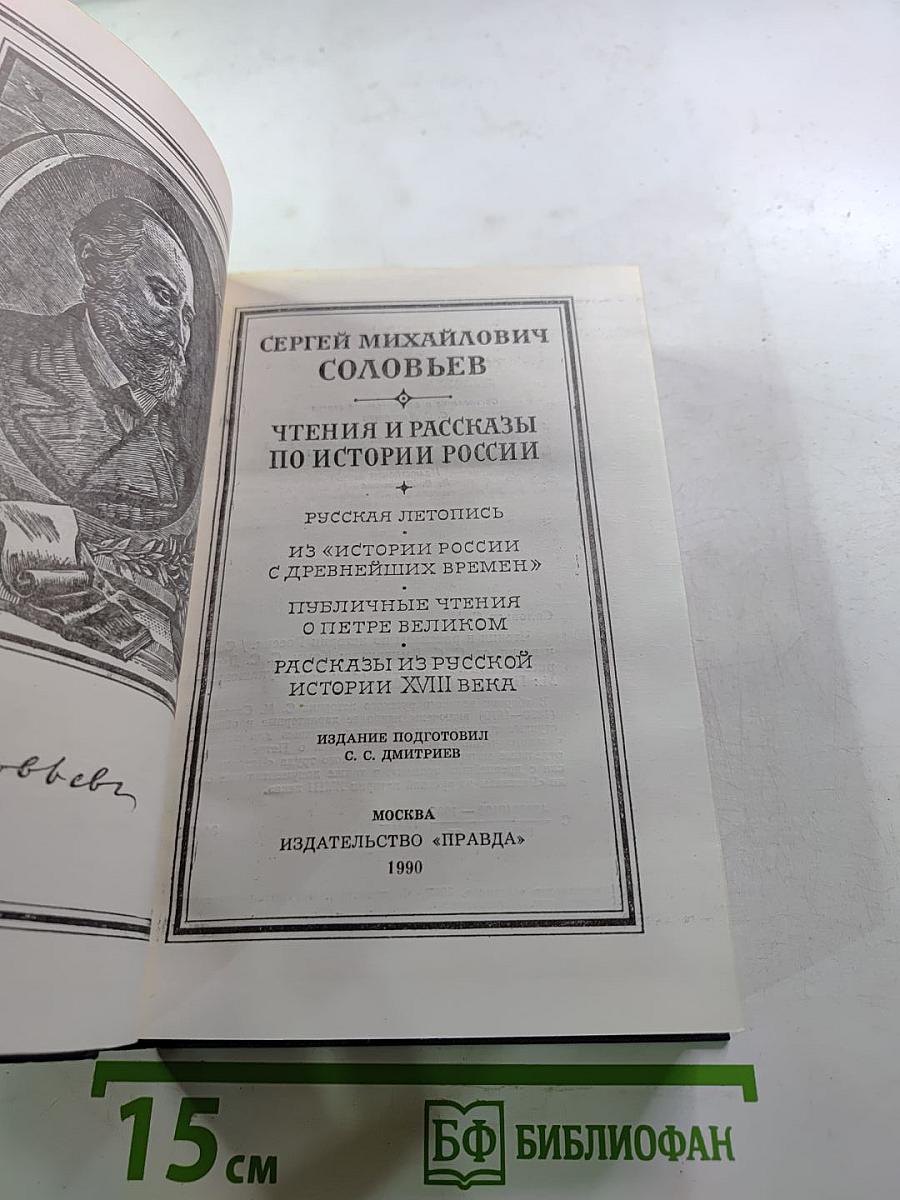 СЕРГЕЙ МИХАЙЛОВИЧ
СОЛОВЬЕВ
ЧТЕНИЯ И РАССКАЗЫ
ПО ИСТОРИИ РОССИИ
РУССКАЯ ЛЕТОПИСЬ
ИЗ «ИСТОРИИ РОССИИ
С ДРЕВНЕЙШИХ ВРЕМЕН»
ПУБЛИЧНЫЕ ЧТЕНИЯ
О ПЕТРЕ ВЕЛИКОМ
РАССКАЗЫ ИЗ РУССКОЙ
ИСТОРИИ XVIII ВЕКА
ИЗДАНИЕ ПОДГОТОВИЛ
С. С. ДМИТРИЕВ
МОСКВА
ИЗДАТЕЛЬСТВО «ПРАВДА»
1990
15 см
БФ БИБЛИОФАН